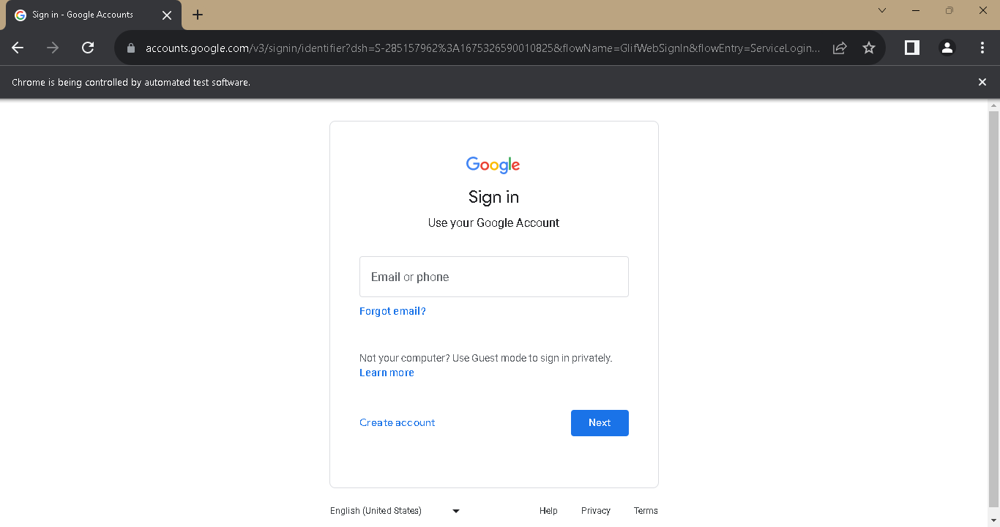 Sign in - Google Accounts
accounts.google.com/v3/signin/identifier?dsh=S-285157962%3A1675326590010825&flowName=GlifWebSignIn&flowEntry=ServiceLogin...
Chrome is being controlled by automated test software.
Google
Sign in
Use your Google Account
Email or phone
Forgot email?
Not your computer? Use Guest mode to sign in privately.
Learn more
Create account
Next
English (United States)
Help
Privacy
Terms